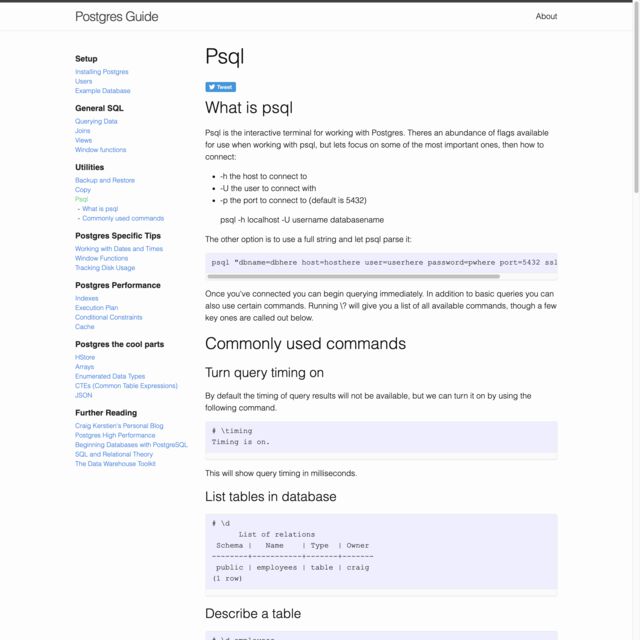 Postgres Guide
About
Setup
Installing Postgres
Users
Example Database
General SQL
Querying Data
Joins
Views
Window functions
Utilities
Backup and Restore
Copy
Psql
- What is psql
- Commonly used commands
Postgres Specific Tips
Working with Dates and Times
Window Functions
Tracking Disk Usage
Postgres Performance
Indexes
Execution Plan
Conditional Constraints
Cache
Postgres the cool parts
HStore
Arrays
Enumerated Data Types
CTEs (Common Table Expressions)
JSON
Further Reading
Craig Kerstien's Personal Blog
Postgres High Performance
Beginning Databases with PostgreSQL
SQL and Relational Theory
The Data Warehouse Toolkit
Psql
Tweet
What is psql
Psql is the interactive terminal for working with Postgres. Theres an abundance of flags available
for use when working with psql, but lets focus on some of the most important ones, then how to
connect:
• -h the host to connect to
• -U the user to connect with
• -p the port to connect to (default is 5432)
psql -h localhost -U username databasename
The other option is to use a full string and let psql parse it:
psql "dbname=dbhere host=hosthere user=userhere password=pwhere port=5432 ssl
Once you've connected you can begin querying immediately. In addition to basic queries you can
also use certain commands. Running \? will give you a list of all available commands, though a few
key ones are called out below.
Commonly used commands
Turn query timing on
By default the timing of query results will not be available, but we can turn it on by using the
following command.
# \timing
Timing is on.
This will show query timing in milliseconds.
List tables in database
# \d
List of relations
Schema | Name | Type | Owner
--------+-----------+-------+-------
public | employees | table | craig
(1 row)
Describe a table
# \d employees